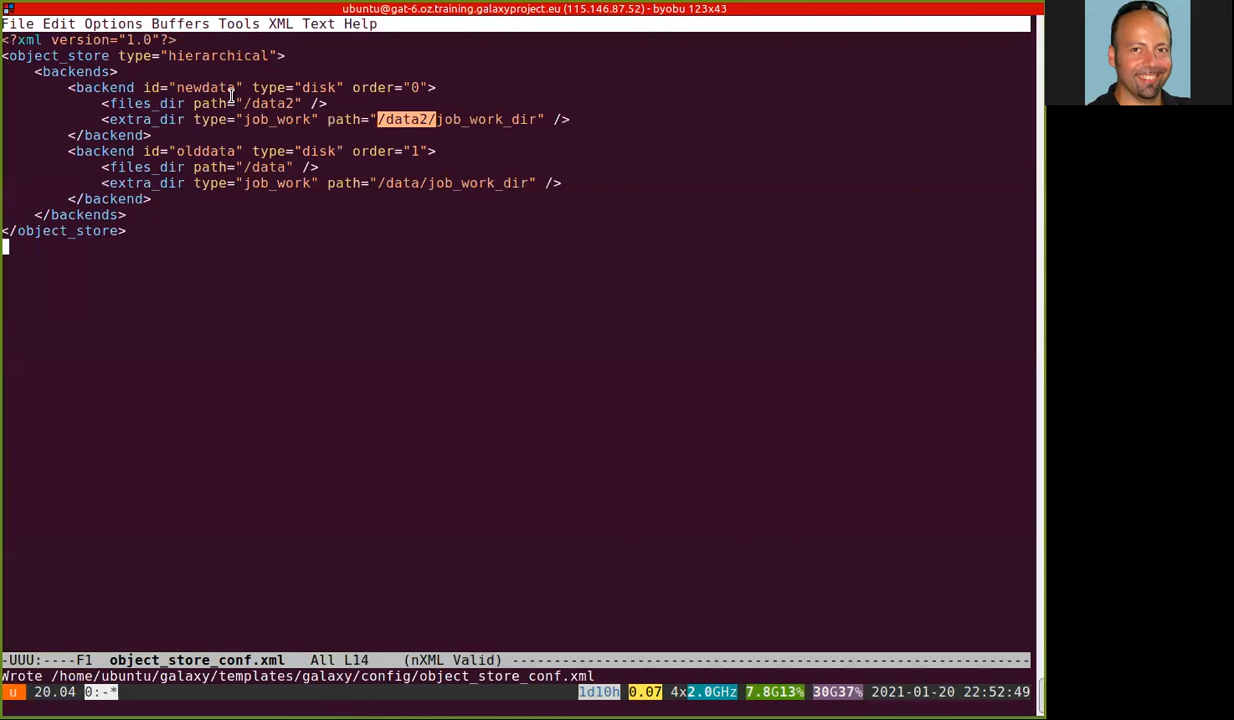 ubuntu@gat-6.oz.training.galaxyproject.eu (115.146.87.52) - byobu 123x43
File Edit Options Buffers Tools XML Text Help
<?xml version="1.0"?>
<object_store type="hierarchical">
    <backends>
        <backend id="newdata" type="disk" order="0">
            <files_dir path="/data2" />
            <extra_dir type="job_work" path="/data2/job_work_dir" />
        </backend>
        <backend id="olddata" type="disk" order="1">
            <files_dir path="/data" />
            <extra_dir type="job_work" path="/data/job_work_dir" />
        </backend>
    </backends>
</object_store>
-UUU:----F1  object_store_conf.xml   All L14    (nXML Valid) --------------------------------------------------------------
Wrote /home/ubuntu/galaxy/templates/galaxy/config/object_store_conf.xml
u 20.04 0:-* 1d10h 0.07 4x2.0GHz 7.8G13% 30G37% 2021-01-20 22:52:49